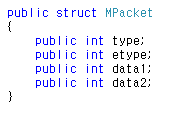 public struct MPacket
{
    public int type;
    public int etype;
    public int data1;
    public int data2;
}